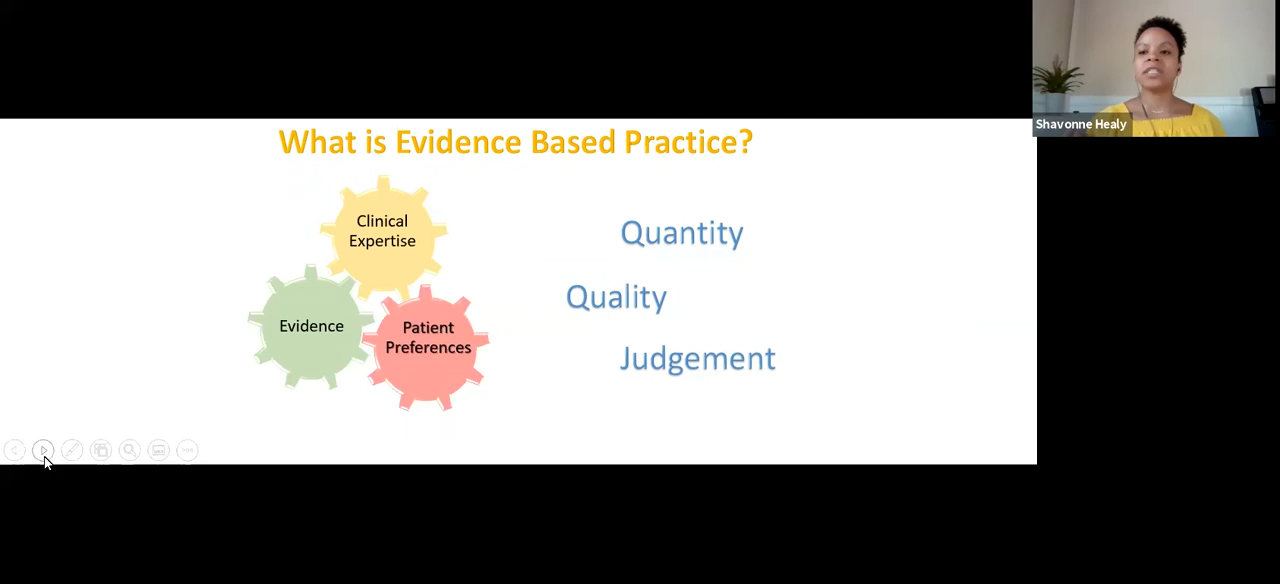 Shavonne Healy
What is Evidence Based Practice?
Clinical
Expertise
Evidence
Patient
Preferences
Quantity
Quality
Judgement